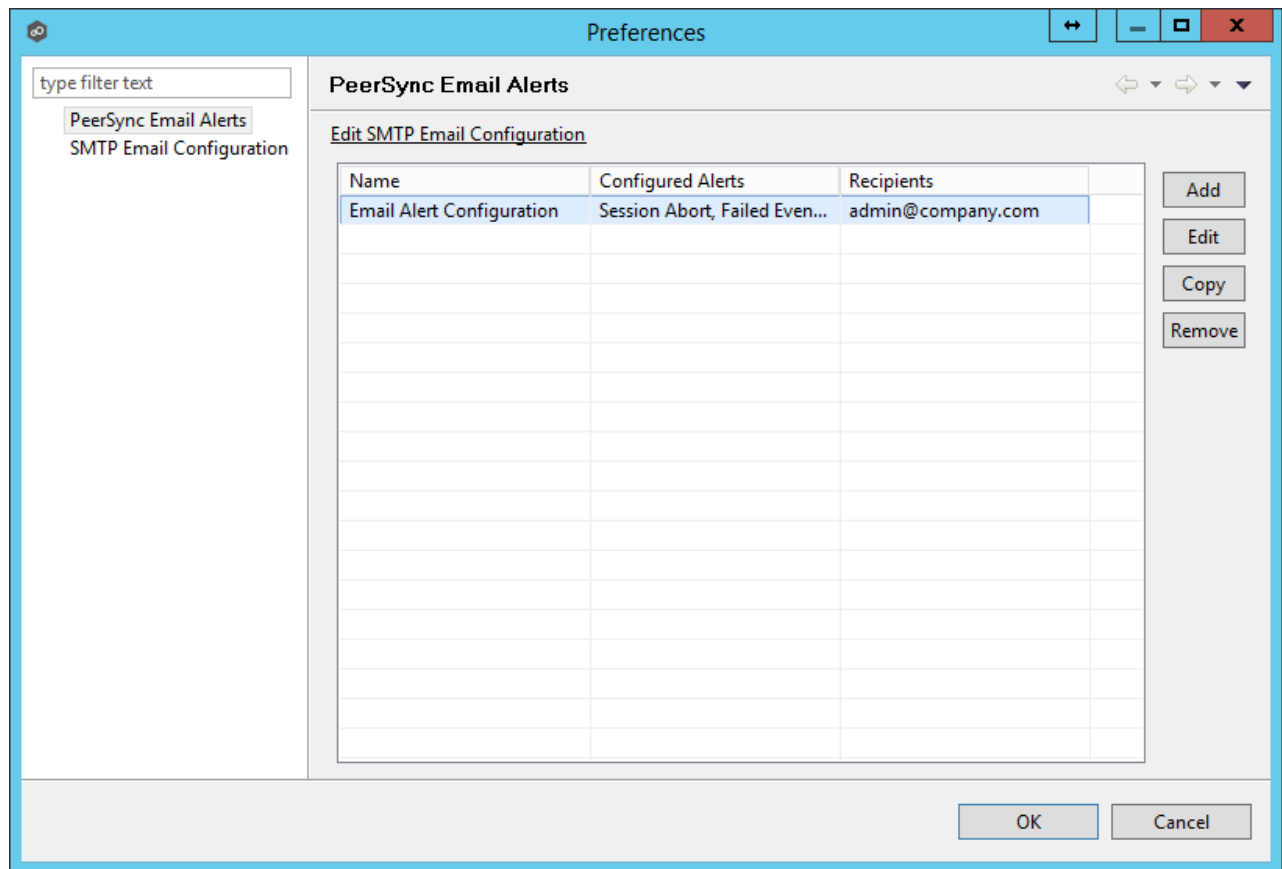 Preferences
type filter text
PeerSync Email Alerts
SMTP Email Configuration
PeerSync Email Alerts
Edit SMTP Email Configuration
Name Configured Alerts Recipients
Email Alert Configuration Session Abort, Failed Even... admin@company.com
Add
Edit
Copy
Remove
OK Cancel